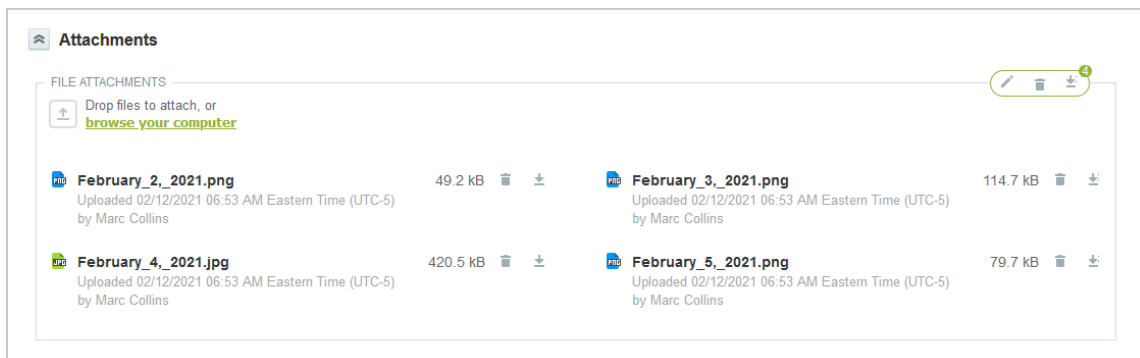 Attachments
FILE ATTACHMENTS
4
Drop files to attach, or
browse your computer
PNG
February_2,_2021.png
49.2 kB
Uploaded 02/12/2021 06:53 AM Eastern Time (UTC-5)
by Marc Collins
PNG
February_3,_2021.png
114.7 kB
Uploaded 02/12/2021 06:53 AM Eastern Time (UTC-5)
by Marc Collins
JPG
February_4,_2021.jpg
420.5 kB
Uploaded 02/12/2021 06:53 AM Eastern Time (UTC-5)
by Marc Collins
PNG
February_5,_2021.png
79.7 kB
Uploaded 02/12/2021 06:53 AM Eastern Time (UTC-5)
by Marc Collins